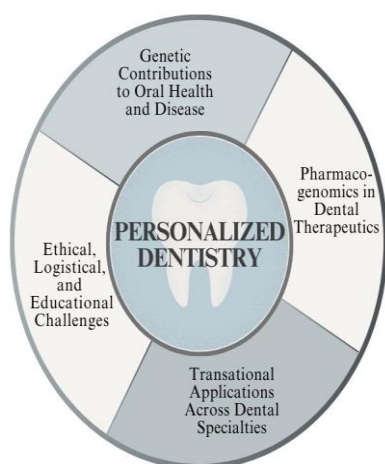 Genetic
Contributions
to Oral Health
and Disease
Pharmaco-
genomics in
Dental
Therapeutics
PERSONALIZED
DENTISTRY
Ethical,
Logistical,
and
Educational
Challenges
Transational
Applications
Across Dental
Specialties